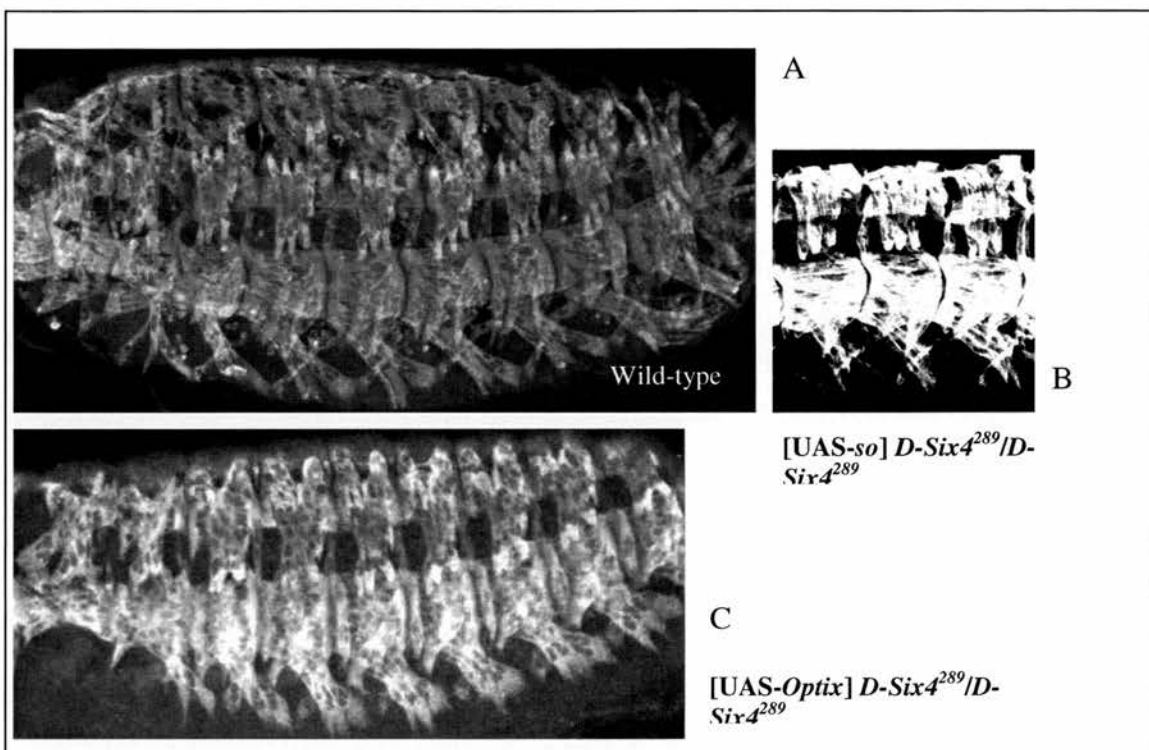 A
Wild-type
B
[UAS-so] D-Six4²⁸⁹/D-
Six4²⁸⁹
C
[UAS-Optix] D-Six4²⁸⁹/D-
Six4²⁸⁹